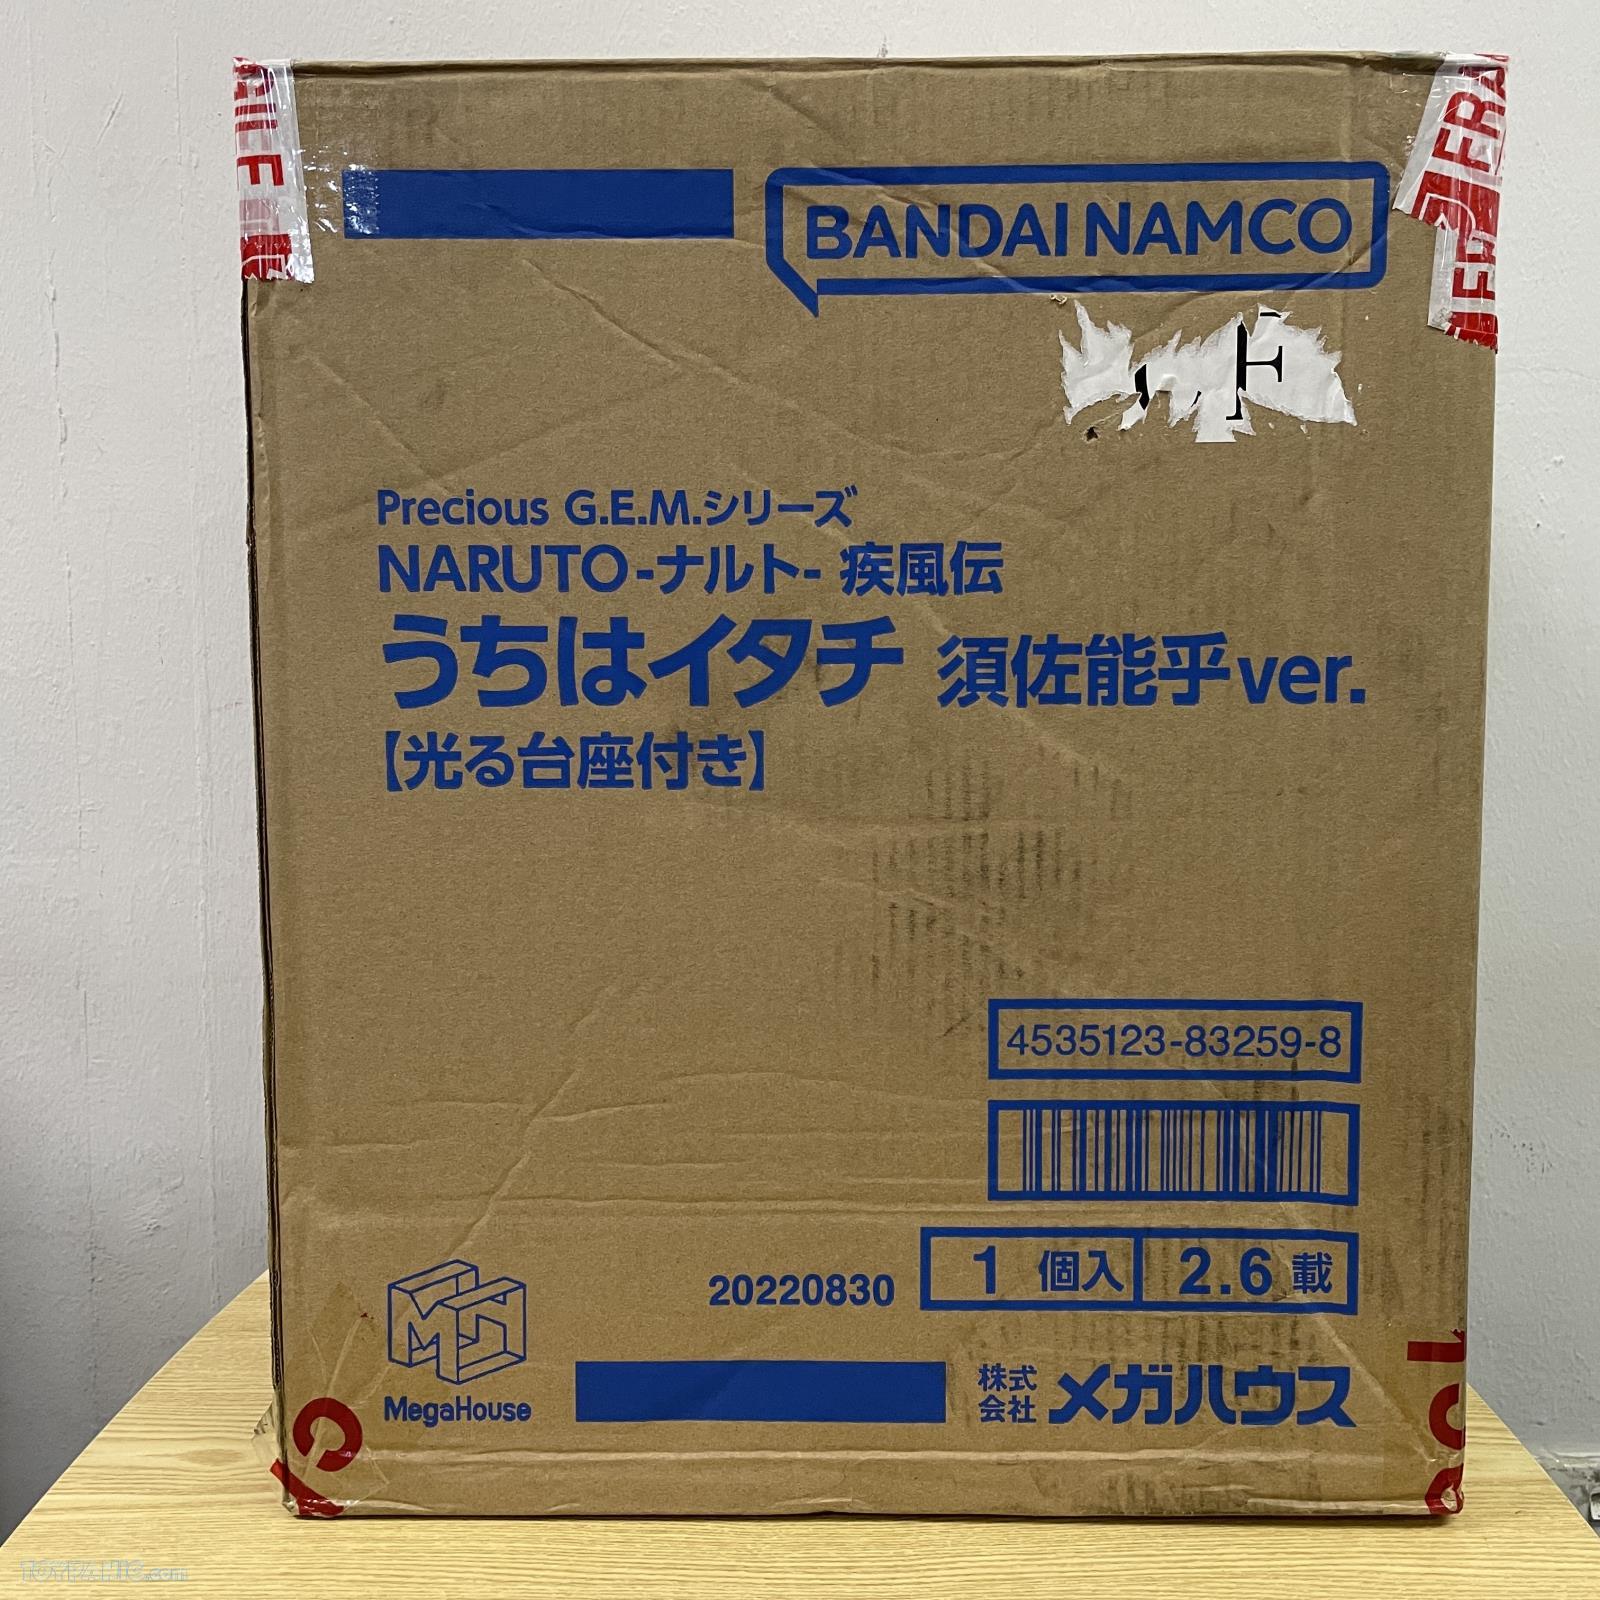 BANDAI NAMCO
F
Precious G.E.M.シリーズ
NARUTO-ナルト- 疾風伝
うちはイタチ 須佐能乎ver.
【光る台座付き】
4535123-83259-8
20220830
1 個入 2.6 載
MegaHouse
株式会社 メガハウス
TOYPANIC.com